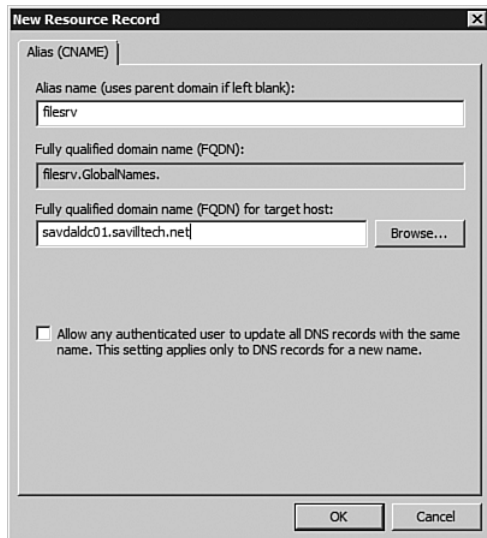 New Resource Record
Alias (CNAME)
Alias name (uses parent domain if left blank):
filesrv
Fully qualified domain name (FQDN):
filesrv.GlobalNames.
Fully qualified domain name (FQDN) for target host:
savdaldc01.savilltech.net
Browse...
Allow any authenticated user to update all DNS records with the same
name. This setting applies only to DNS records for a new name.
OK
Cancel